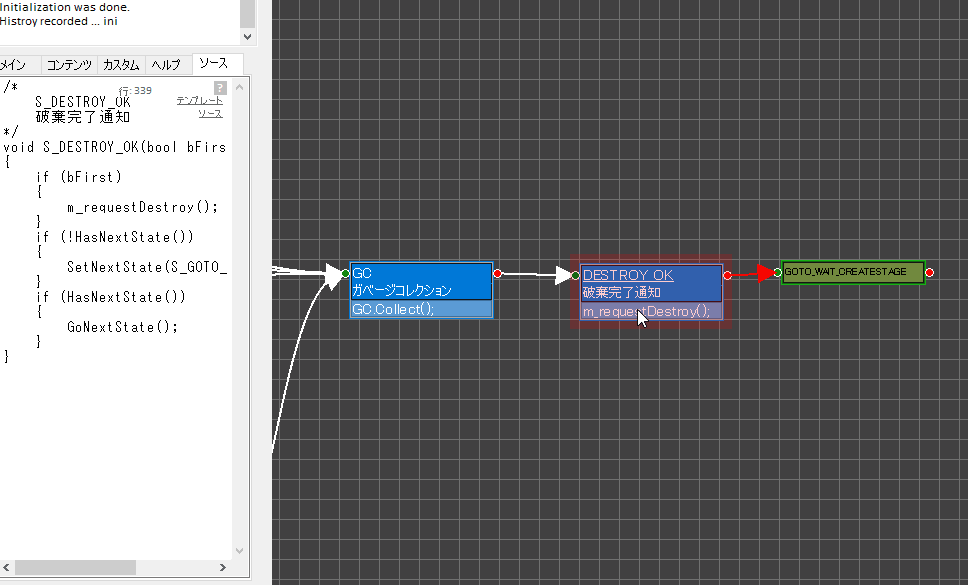 Initialization was done.
Histroy recorded ... ini
メイン コンテンツ カスタム ヘルプ ソース
/*
行: 339
?
S_DESTROY_OK
テンプレート
破棄完了通知
ソース
*/
void S_DESTROY_OK(bool bFirs
{
if (bFirst)
{
m_requestDestroy();
}
if (!HasNextState())
{
SetNextState(S_GOTO_
}
if (HasNextState())
{
GoNextState();
}
}
GC
ガベージコレクション
GC.Collect();
DESTROY_OK
破棄完了通知
m_requestDestroy();
GOTO_WAIT_CREATESTAGE